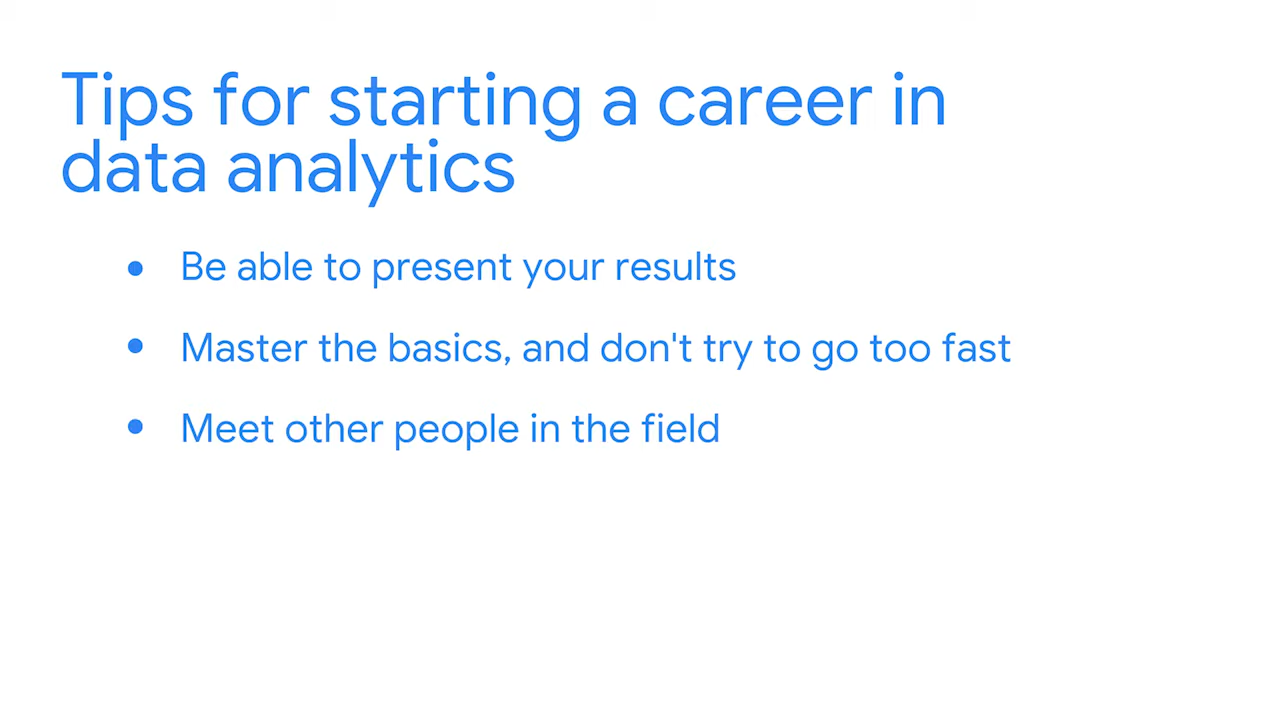 Tips for starting a career in
data analytics
• Be able to present your results
• Master the basics, and don't try to go too fast
• Meet other people in the field